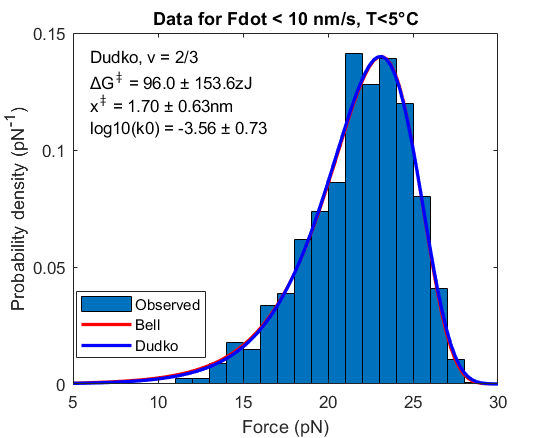 Data for Fdot < 10 nm/s, T<5°C
Dudko, v = 2/3
ΔG‡ = 96.0 ± 153.6zJ
x‡ = 1.70 ± 0.63nm
log10(k0) = -3.56 ± 0.73
Probability density (pN-1)
0.15
0.1
0.05
0
Observed
Bell
Dudko
5 10 15 20 25 30
Force (pN)